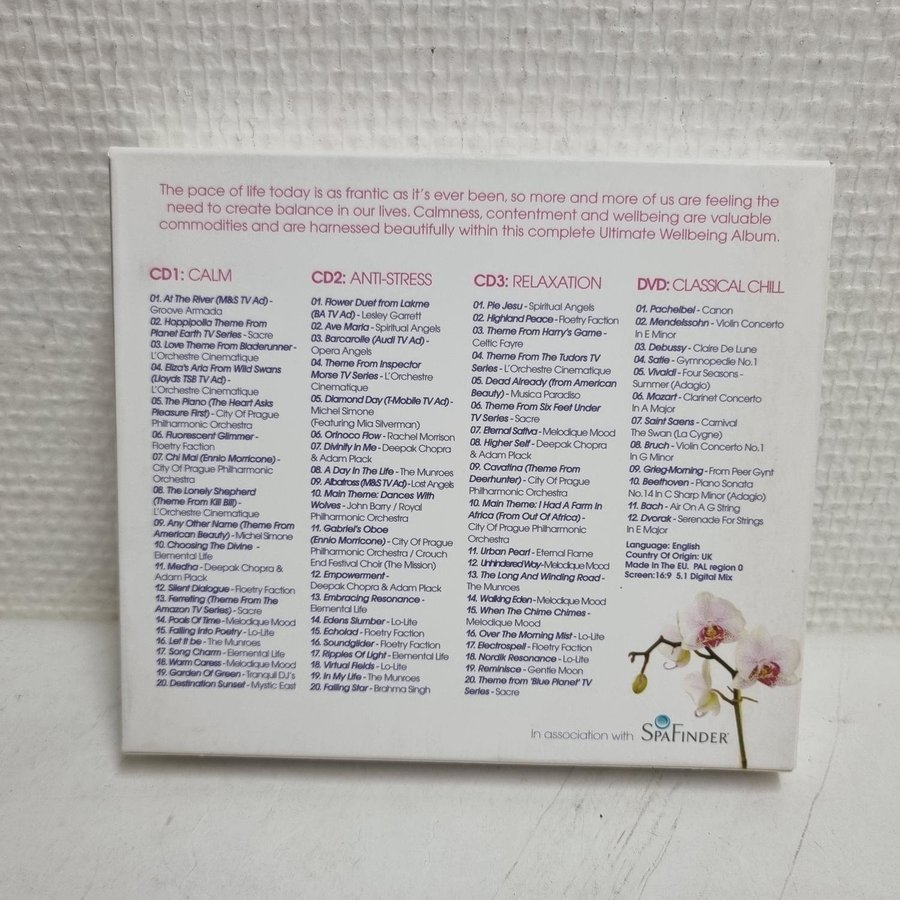 The pace of life today is as frantic as it's ever been, so more and more of us are feeling the
need to create balance in our lives. Calmness, contentment and wellbeing are valuable
commodities and are harnessed beautifully within this complete Ultimate Wellbeing Album.
CD1: CALM
01. At The River (M&S TV Ad) -
Groove Armada
02. Hoppipolla Theme From
Planet Earth TV Series - Sacre
03. Love Theme From Bladerunner -
L'Orchestre Cinematique
04. Eliza's Aria From Wild Swans
(Lloyds TSB TV Ad) -
L'Orchestre Cinematique
05. The Piano (The Heart Asks
Pleasure First) - City Of Prague
Philharmonic Orchestra
06. Fluorescent Glimmer -
Floetry Faction
07. Chi Mai (Ennio Morricone) -
City Of Prague Philharmonic
Orchestra
08. The Lonely Shepherd
(Theme From Kill Bill)
L'Orchestre Cinematique
09. Any Other Name (Theme From
American Beauty) - Michel Simone
10. Choosing The Divine -
Elemental Life
11. Medha - Deepak Chopra &
Adam Plack
12. Silent Dialogue - Floetry Faction
13. Ferreting (Theme From The
Amazon TV Series) - Sacre
14. Pools Of Time - Melodique Mood
15. Falling Into Poetry - Lo-Lite
16. Let It be - The Munroes
17. Song Charm - Elemental Life
18. Warm Caress - Melodique Mood
19. Garden Of Green - Tranquil DJ's
20. Destination Sunset - Mystic East
CD2: ANTI-STRESS
01. Flower Duet from Lakme
(BA TV Ad) - Lesley Garrett
02. Ave Maria - Spiritual Angels
03. Barcarolle (Audi TV Ad) -
Opera Angels
04. Theme From Inspector
Morse TV Series - L'Orchestre
Cinematique
05. Diamond Day (T-Mobile TV Ad) -
Michel Simone
(Featuring Mia Silverman)
06. Orinoco Flow - Rachel Morrison
07. Divinity In Me - Deepak Chopra
& Adam Plack
08. A Day In The Life - The Munroes
09. Albatross (M&S TV Ad) - Lost Angels
10. Main Theme: Dances With
Wolves - John Barry / Royal
Philharmonic Orchestra
11. Gabriel's Oboe
(Ennio Morricone) - City Of Prague
Philharmonic Orchestra / Crouch
End Festival Choir (The Mission)
12. Empowerment -
Deepak Chopra & Adam Plack
13. Embracing Resonance -
Elemental Life
14. Edens Slumber - Lo-Lite
15. Echolad - Floetry Faction
16. Soundglider - Floetry Faction
17. Ripples Of Light - Elemental Life
18. Virtual Fields - Lo-Lite
19. In My Life - The Munroes
20. Falling Star - Brahma Singh
CD3: RELAXATION
01. Pie Jesu - Spiritual Angels
02. Highland Peace - Floetry Faction
03. Theme From Harry's Game -
Celtic Fayre
04. Theme From The Tudors TV
Series - L'Orchestre Cinematique
05. Dead Already (from American
Beauty) - Musica Paradiso
06. Theme From Six Feet Under
TV Series - Sacre
07. Eternal Sattva - Melodique Mood
08. Higher Self - Deepak Chopra
& Adam Plack
09. Cavatina (Theme From
Deerhunter) - City Of Prague
Philharmonic Orchestra
10. Main Theme: I Had A Farm In
Africa (From Out Of Africa) -
City Of Prague Philharmonic
Orchestra
11. Urban Pearl - Eternal Flame
12. Unhindered Way - Melodique Mood
13. The Long And Winding Road -
The Munroes
14. Walking Eden - Melodique Mood
15. When The Chime Chimes -
Melodique Mood
16. Over The Morning Mist - Lo-Lite
17. Electrospell - Floetry Faction
18. Nordik Resonance - Lo-Lite
19. Reminisce - Gentle Moon
20. Theme from 'Blue Planet' TV
Series - Sacre
DVD: CLASSICAL CHILL
01. Pachelbel - Canon
02. Mendelssohn - Violin Concerto
In E Minor
03. Debussy - Claire De Lune
04. Satie - Gymnopedie No.1
05. Vivaldi - Four Seasons -
Summer (Adagio)
06. Mozart - Clarinet Concerto
In A Major
07. Saint Saens - Carnival
The Swan (La Cygne)
08. Bruch - Violin Concerto No.1
In G Minor
09. Grieg-Morning - From Peer Gynt
10. Beethoven - Piano Sonata
No.14 In C Sharp Minor (Adagio)
11. Bach - Air On A G String
12. Dvorak - Serenade For Strings
In E Major
Language: English
Country Of Origin: UK
Made In The EU. PAL region 0
Screen:16:9 5.1 Digital Mix
In association with SPAFINDER